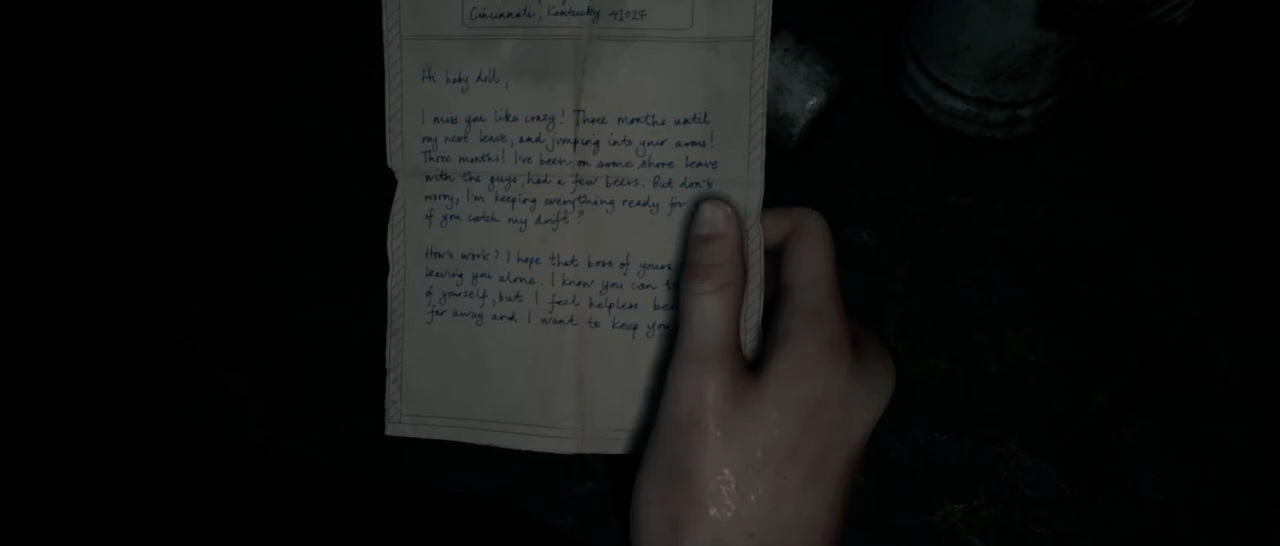 Cincinnati, Kentucky 41027
Hi baby doll,
I miss you like crazy! Three months until
my next leave, and jumping into your arms!
Three months! I've been on some shore leave
with the guys, had a few beers. But don't
worry, I'm keeping everything ready for
if you catch my drift?
How's work? I hope that boss of yours
leaving you alone. I know you can
of yourself, but I feel helpless
far away and I want to keep you